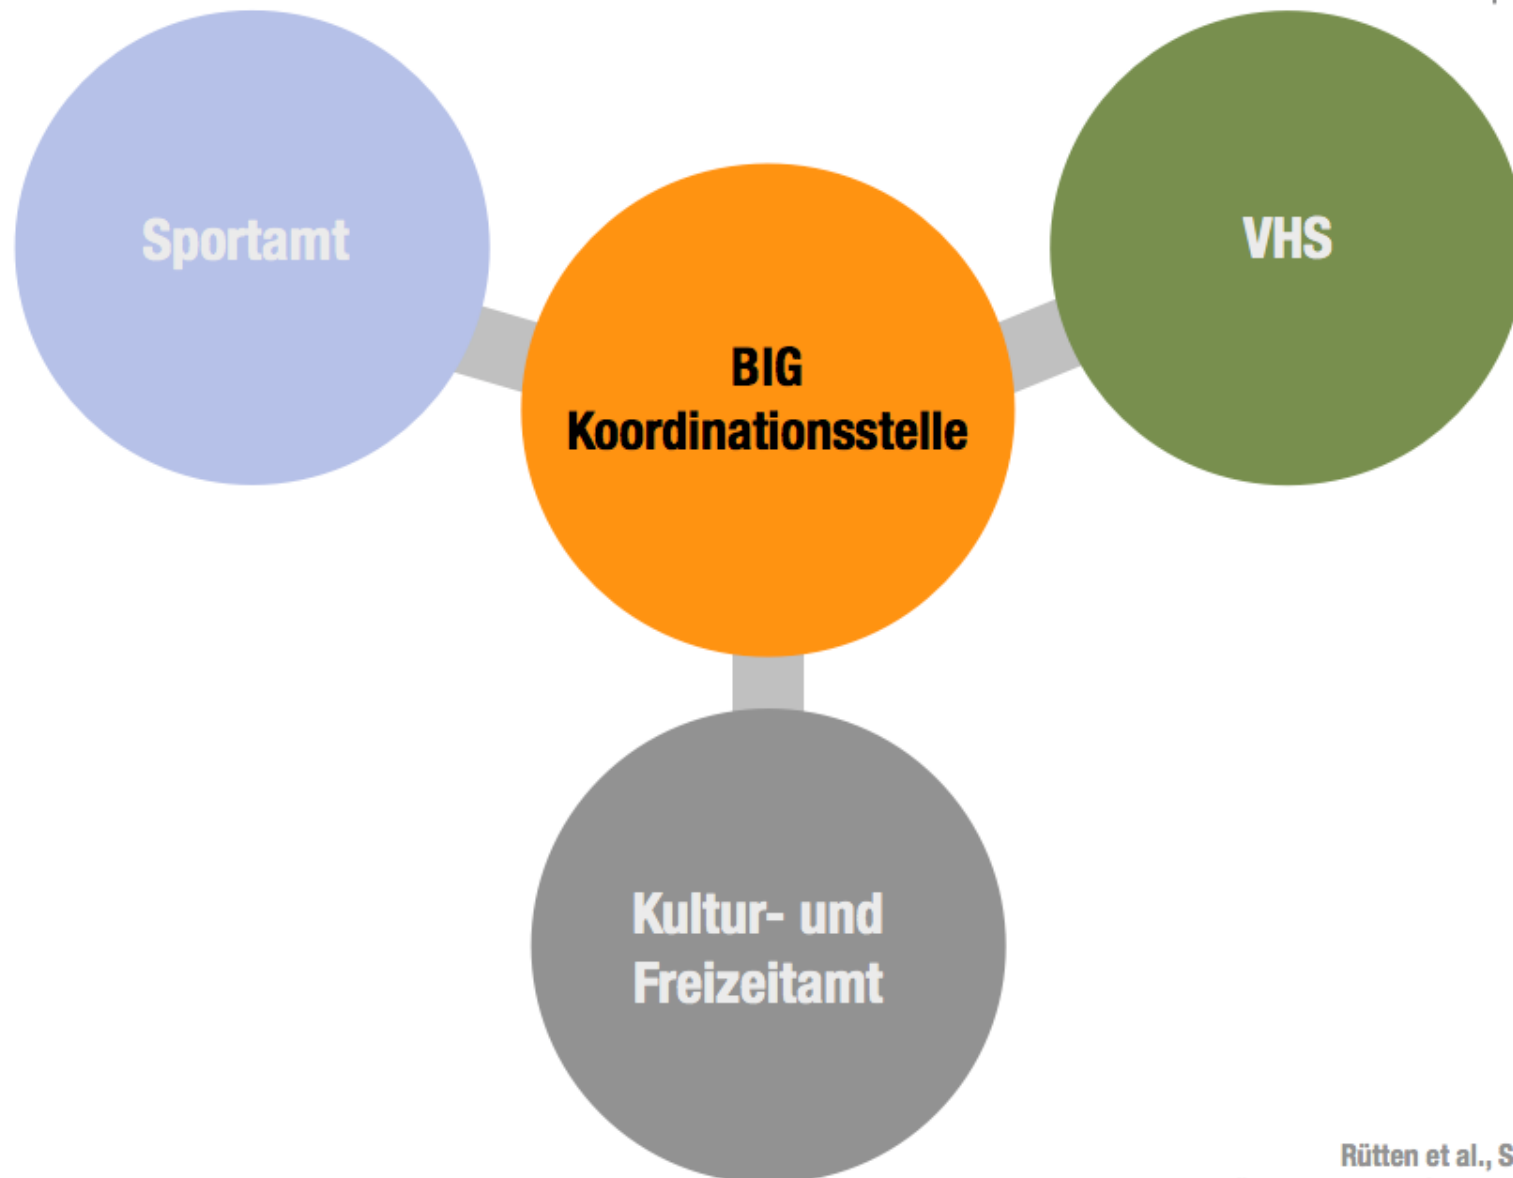 Sportamt
VHS
BIG
Koordinationsstelle
Kultur- und
Freizeitamt
Rütten et al., S